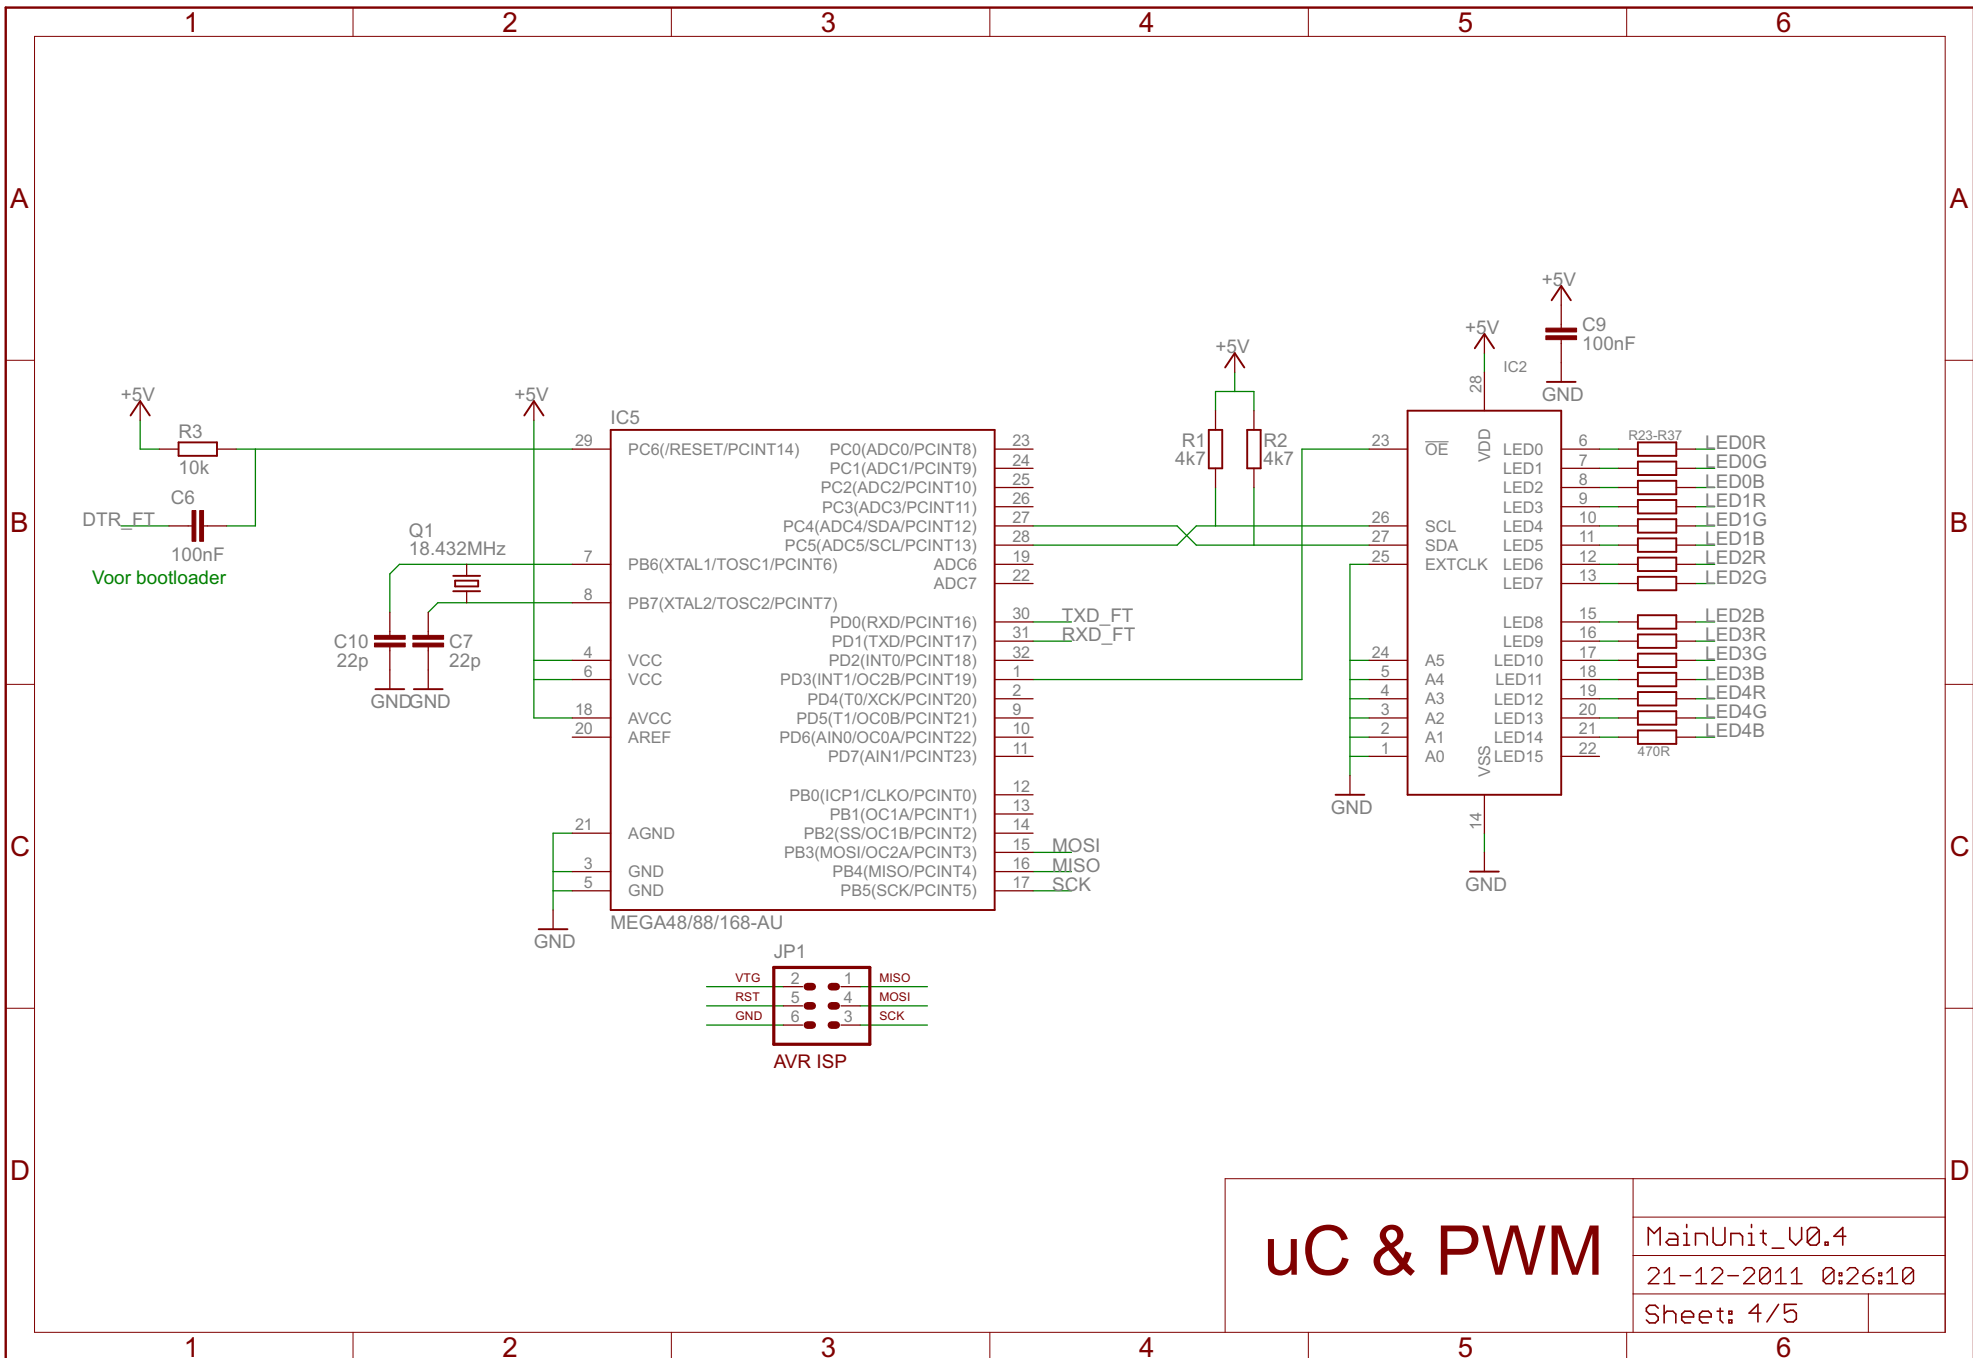 1 2 3 4 5 6
A A
B B
C C
D D
+5V
R3
10k
C6
DTR_FT
100nF
Voor bootloader
Q1
18.432MHz
C10
22p
C7
22p
GND
GND
+5V
IC5
29 PC6(/RESET/PCINT14)
7 PB6(XTAL1/TOSC1/PCINT6)
8 PB7(XTAL2/TOSC2/PCINT7)
4 VCC
6 VCC
18 AVCC
20 AREF
21 AGND
3 GND
5 GND
GND
PC0(ADC0/PCINT8) 23
PC1(ADC1/PCINT9) 24
PC2(ADC2/PCINT10) 25
PC3(ADC3/PCINT11) 26
PC4(ADC4/SDA/PCINT12) 27
PC5(ADC5/SCL/PCINT13) 28
ADC6 19
ADC7 22
PD0(RXD/PCINT16) 30 TXD_FT
PD1(TXD/PCINT17) 31 RXD_FT
PD2(INT0/PCINT18) 32
PD3(INT1/OC2B/PCINT19) 1
PD4(T0/XCK/PCINT20) 2
PD5(T1/OC0B/PCINT21) 9
PD6(AIN0/OC0A/PCINT22) 10
PD7(AIN1/PCINT23) 11
PB0(ICP1/CLKO/PCINT0) 12
PB1(OC1A/PCINT1) 13
PB2(SS/OC1B/PCINT2) 14
PB3(MOSI/OC2A/PCINT3) 15 MOSI
PB4(MISO/PCINT4) 16 MISO
PB5(SCK/PCINT5) 17 SCK
MEGA48/88/168-AU
JP1
VTG 2 1 MISO
RST 5 4 MOSI
GND 6 3 SCK
AVR ISP
+5V
R1
4k7
R2
4k7
+5V
C9
100nF
GND
+5V
IC2
28
VDD
23 OE
26 SCL
27 SDA
25 EXTCLK
24 A5
5 A4
4 A3
3 A2
2 A1
1 A0
GND
VSS
14
GND
R23-R37
LED0 6 LED0R
LED1 7 LED0G
LED2 8 LED0B
LED3 9 LED1R
LED4 10 LED1G
LED5 11 LED1B
LED6 12 LED2R
LED7 13 LED2G
LED8 15 LED2B
LED9 16 LED3R
LED10 17 LED3G
LED11 18 LED3B
LED12 19 LED4R
LED13 20 LED4G
LED14 21 LED4B
LED15 22
470R
uC & PWM
MainUnit_V0.4
21-12-2011 0:26:10
Sheet: 4/5
1 2 3 4 5 6